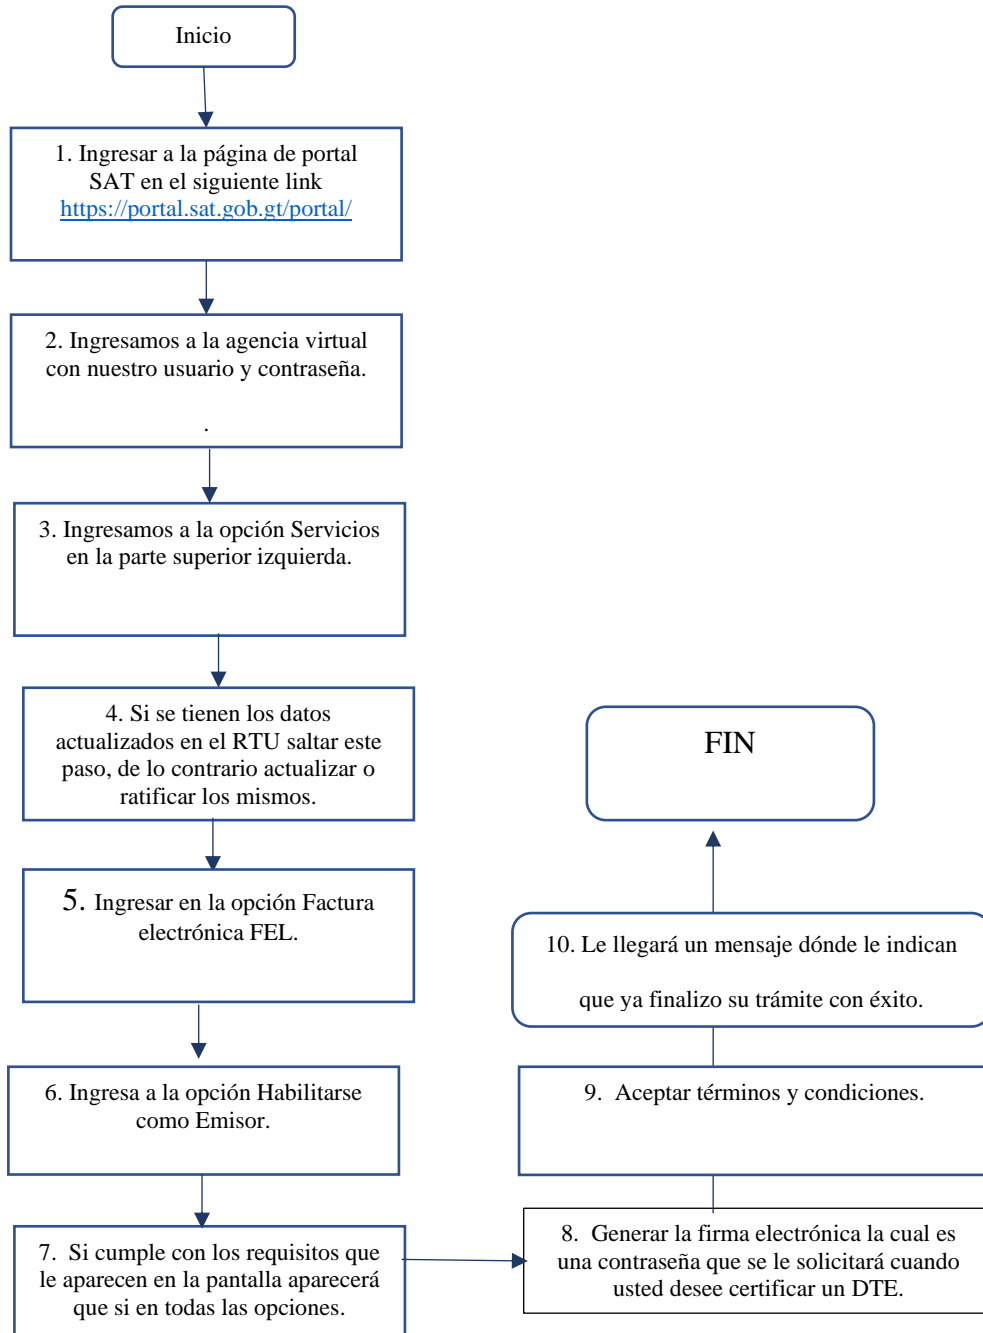 Inicio
1. Ingresar a la página de portal
SAT en el siguiente link
https://portal.sat.gob.gt/portal/
2. Ingresamos a la agencia virtual
con nuestro usuario y contraseña.
.
3. Ingresamos a la opción Servicios
en la parte superior izquierda.
4. Si se tienen los datos
actualizados en el RTU saltar este
paso, de lo contrario actualizar o
ratificar los mismos.
5. Ingresar en la opción Factura
electrónica FEL.
6. Ingresa a la opción Habilitarse
como Emisor.
7. Si cumple con los requisitos que
le aparecen en la pantalla aparecerá
que si en todas las opciones.
8. Generar la firma electrónica la cual es
una contraseña que se le solicitará cuando
usted desee certificar un DTE.
9. Aceptar términos y condiciones.
10. Le llegará un mensaje dónde le indican
que ya finalizo su trámite con éxito.
FIN